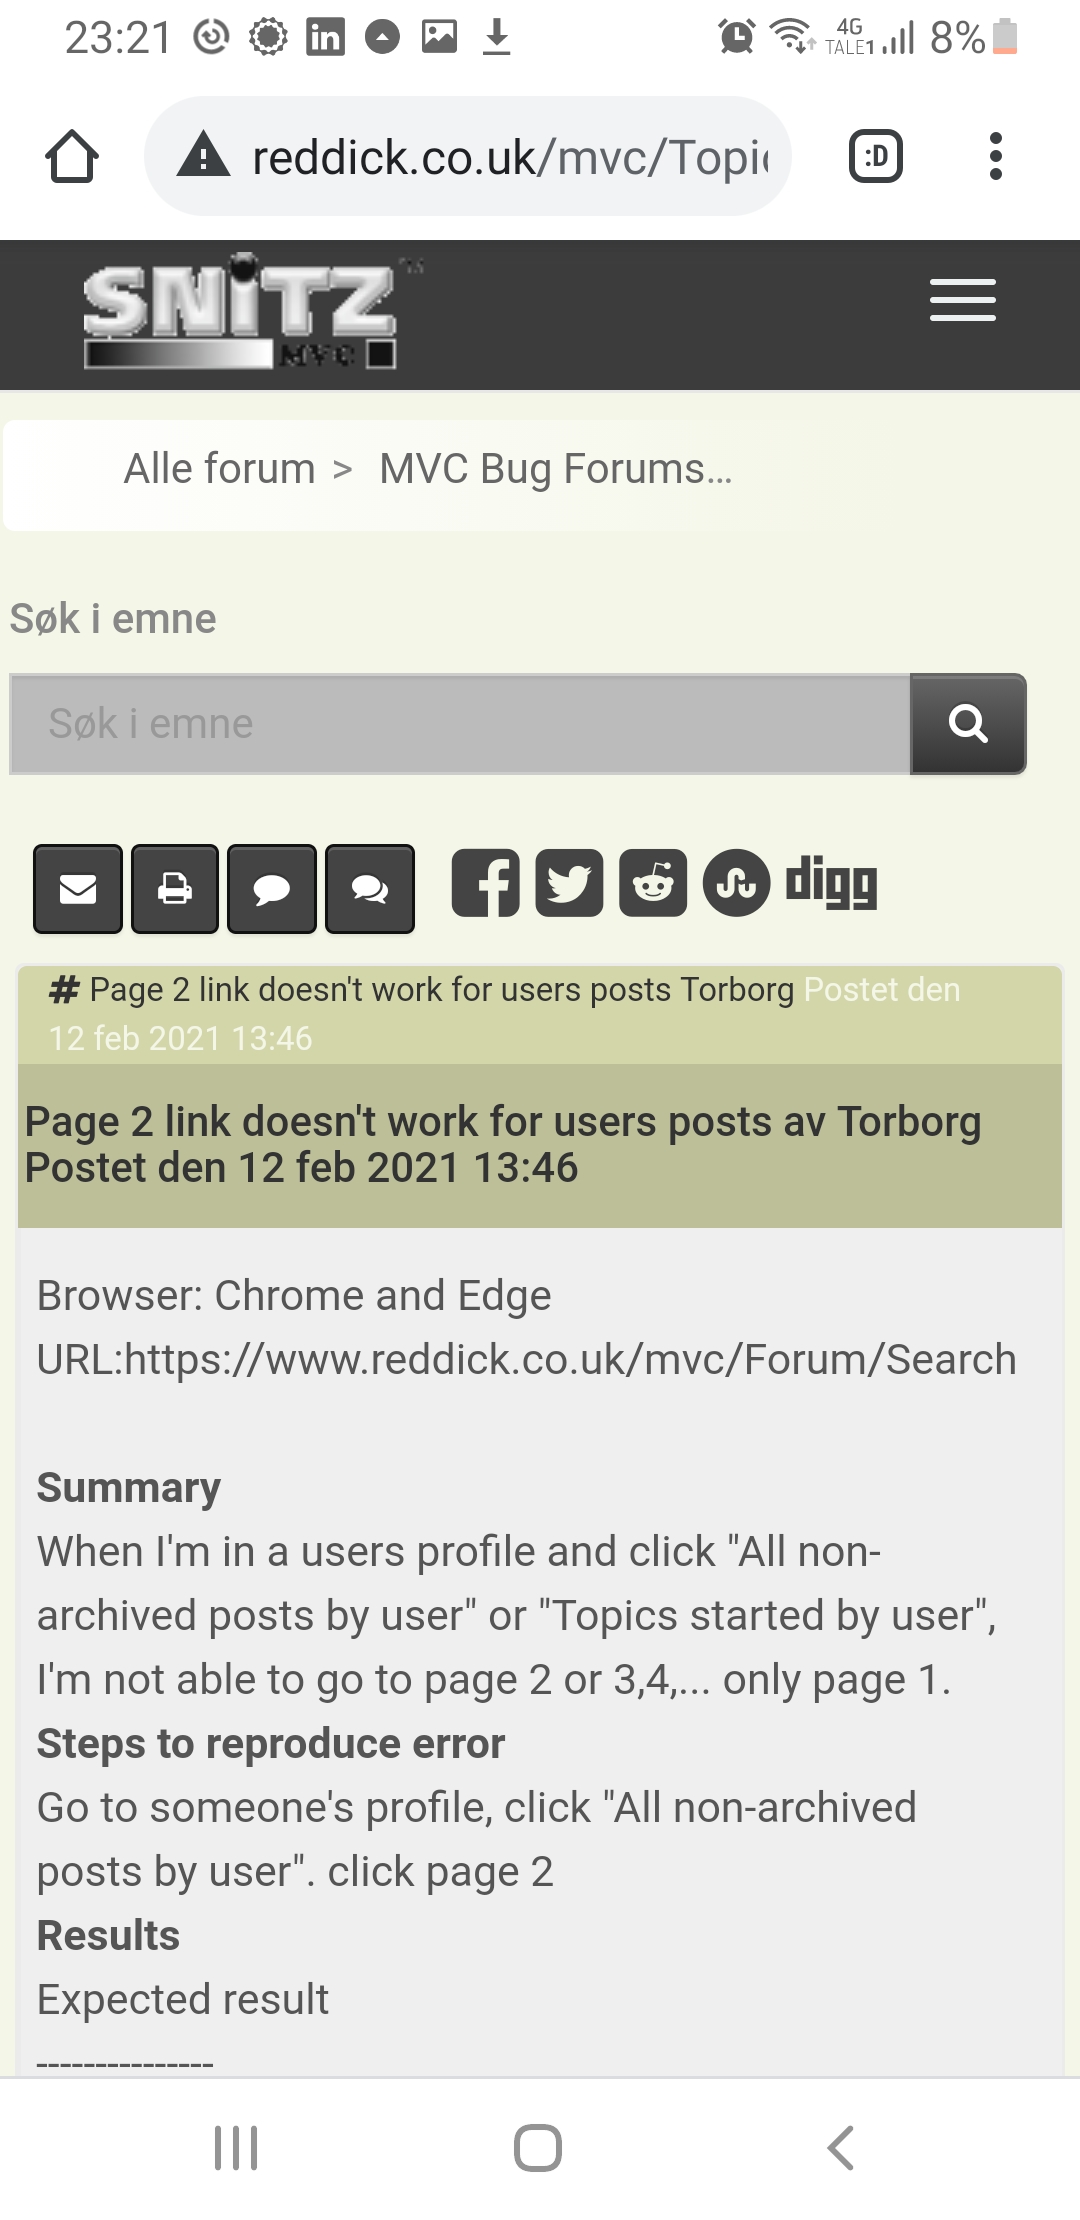 23:21
4G
TALE1
8%
reddick.co.uk/mvc/Topic
:D
SNiTZ™
MVC
Alle forum > MVC Bug Forums...
Søk i emne
Søk i emne
digg
# Page 2 link doesn't work for users posts Torborg Postet den
12 feb 2021 13:46
Page 2 link doesn't work for users posts av Torborg
Postet den 12 feb 2021 13:46
Browser: Chrome and Edge
URL:https://www.reddick.co.uk/mvc/Forum/Search
Summary
When I'm in a users profile and click "All non-
archived posts by user" or "Topics started by user",
I'm not able to go to page 2 or 3,4,... only page 1.
Steps to reproduce error
Go to someone's profile, click "All non-archived
posts by user". click page 2
Results
Expected result
---------------